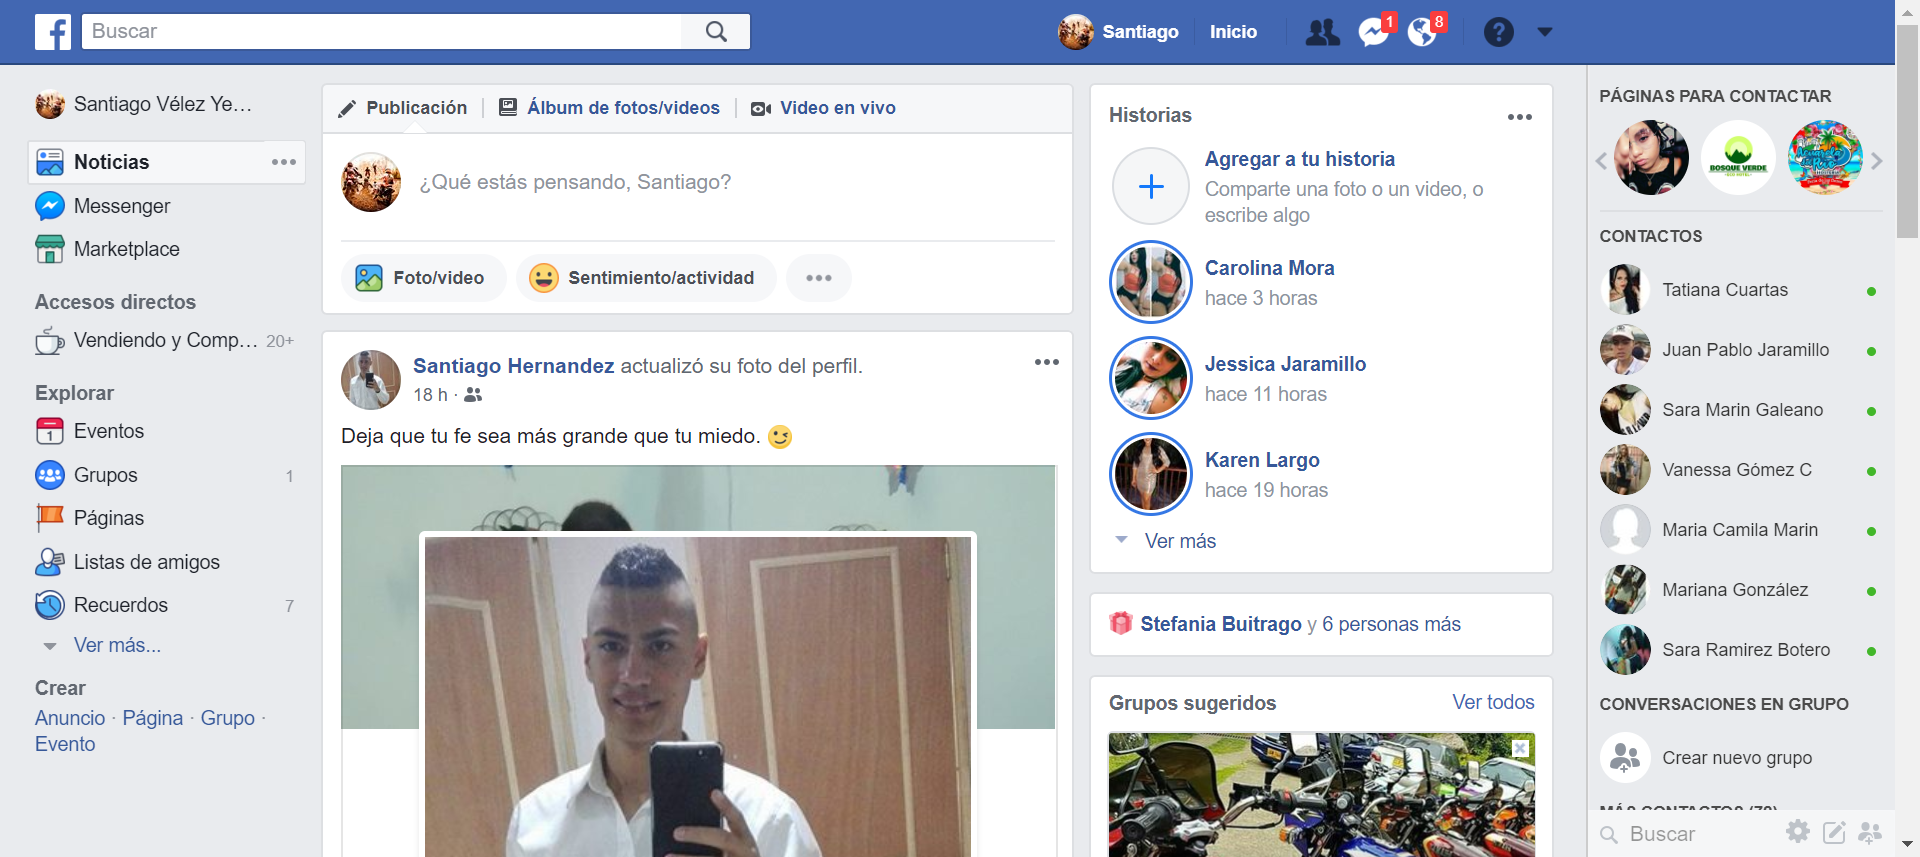 Buscar
Santiago
Inicio
1
8
Santiago Vélez Ye...
Noticias
Messenger
Marketplace
Accesos directos
Vendiendo y Comp... 20+
Explorar
1
Eventos
Grupos 1
Páginas
Listas de amigos
Recuerdos 7
Ver más...
Crear
Anuncio · Página · Grupo ·
Evento
Publicación
Álbum de fotos/videos
Video en vivo
¿Qué estás pensando, Santiago?
Foto/video
Sentimiento/actividad
Santiago Hernandez actualizó su foto del perfil.
18 h ·
Deja que tu fe sea más grande que tu miedo.
Historias
Agregar a tu historia
Comparte una foto o un video, o
escribe algo
Carolina Mora
hace 3 horas
Jessica Jaramillo
hace 11 horas
Karen Largo
hace 19 horas
Ver más
Stefania Buitrago y 6 personas más
Grupos sugeridos
Ver todos
PÁGINAS PARA CONTACTAR
BOSQUE VERDE
CONTACTOS
Tatiana Cuartas
Juan Pablo Jaramillo
Sara Marin Galeano
Vanessa Gómez C
Maria Camila Marin
Mariana González
Sara Ramirez Botero
CONVERSACIONES EN GRUPO
Crear nuevo grupo
MÁS CONTACTOS (79)
Buscar